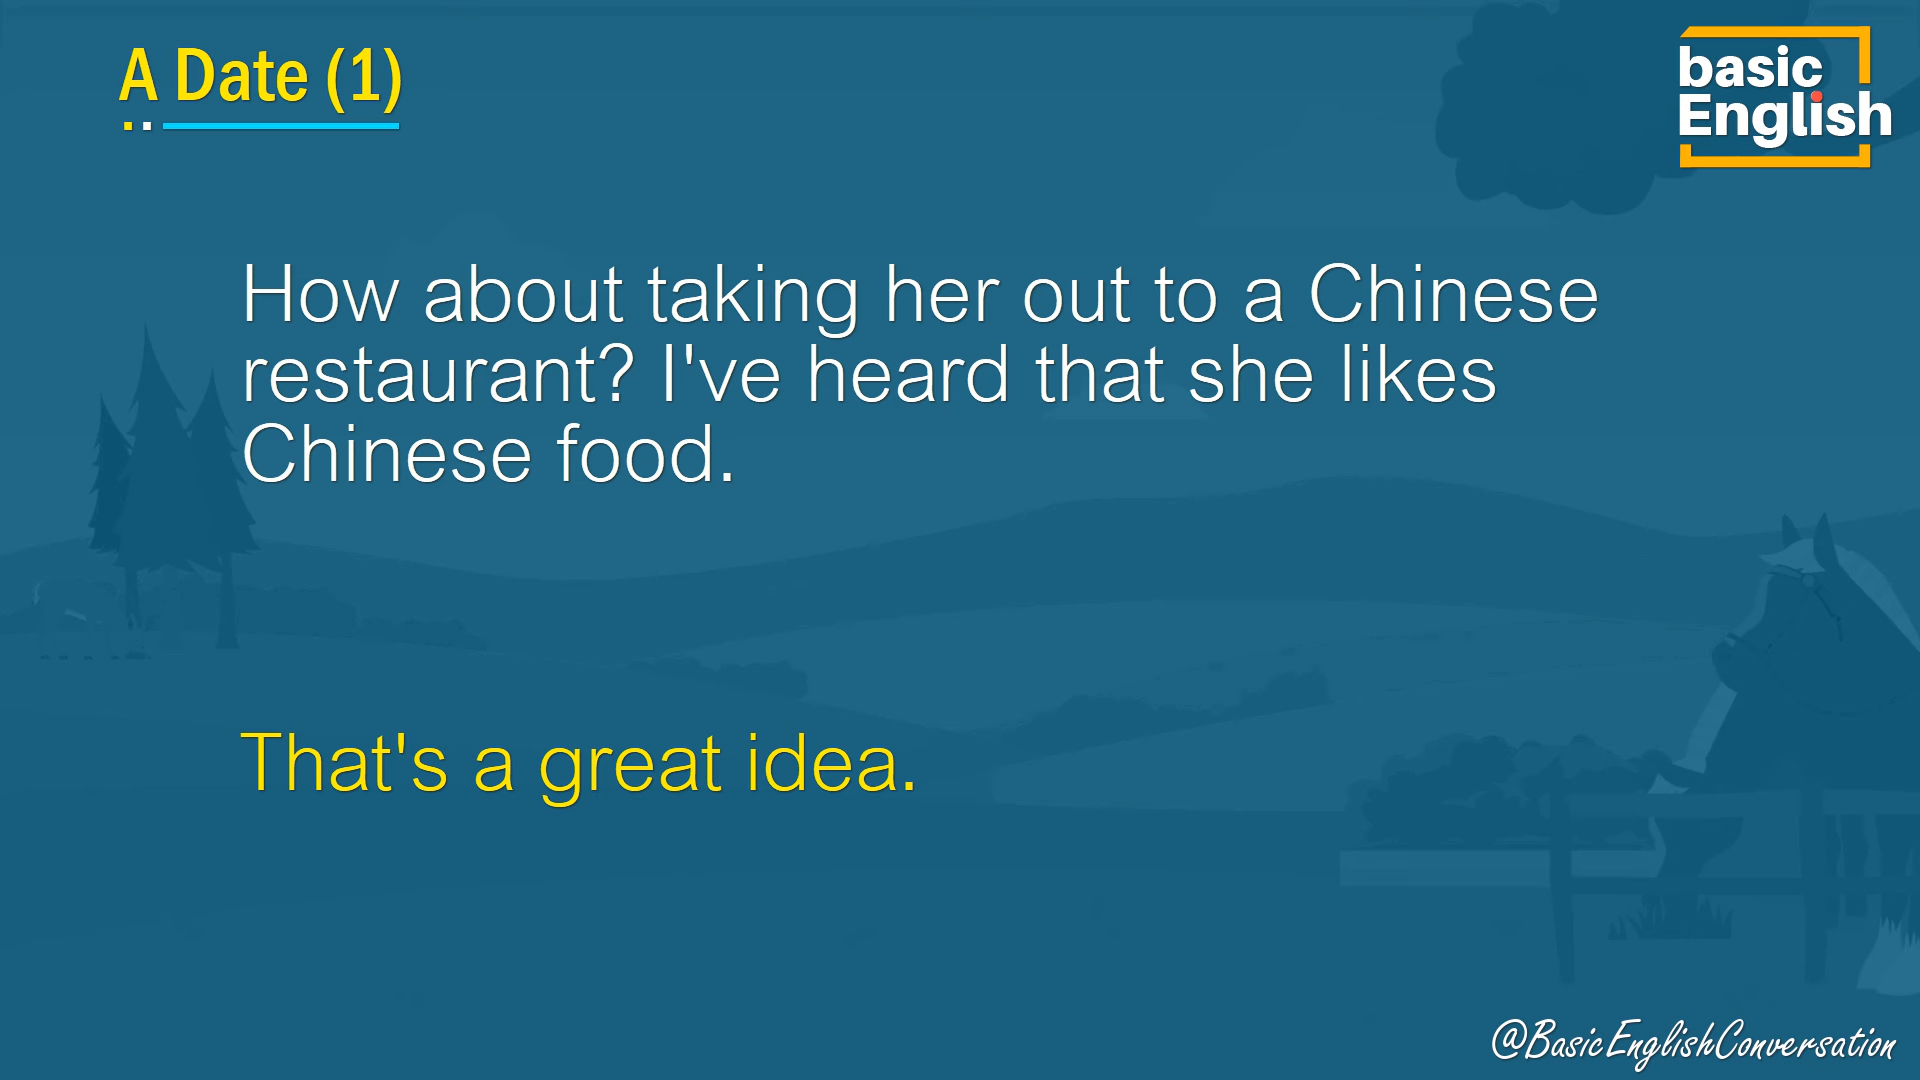 A Date (1)
basic
English
How about taking her out to a Chinese
restaurant? I've heard that she likes
Chinese food.
That's a great idea.
@BasicEnglishConversation